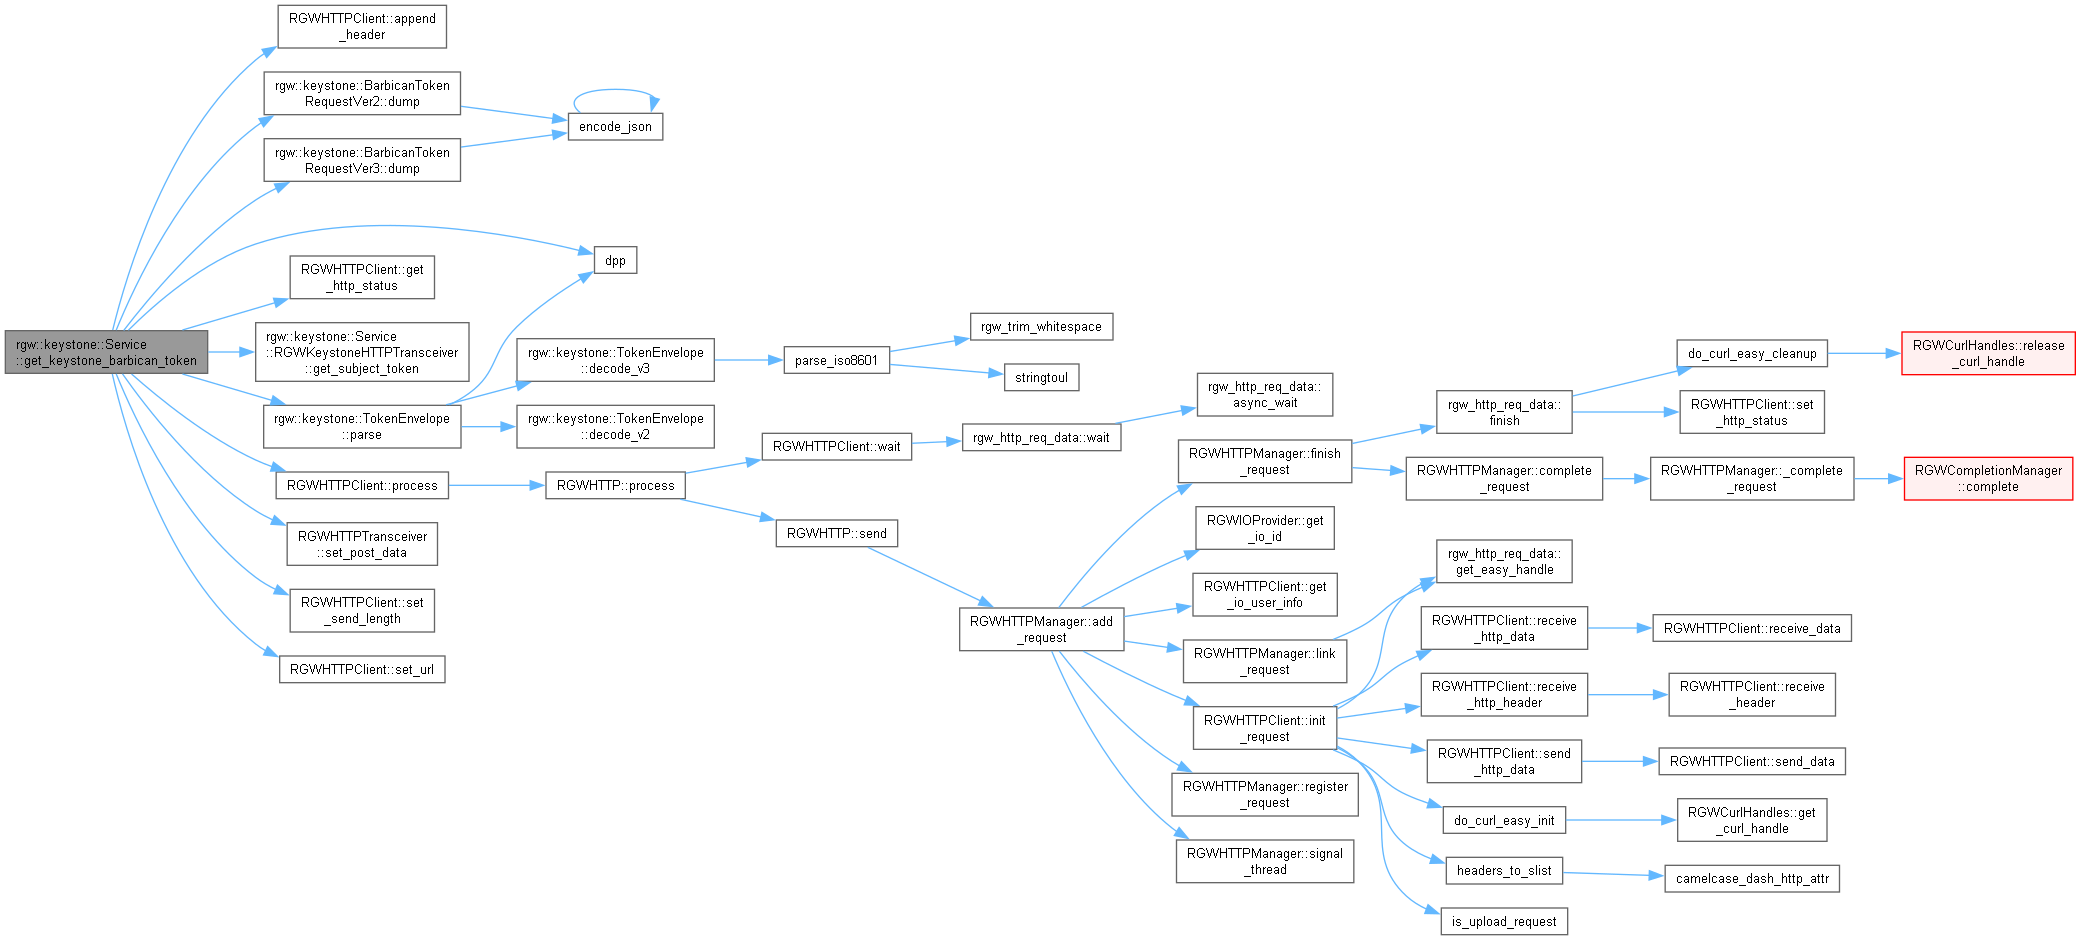 RGWHTTPClient::append
_header
rgw::keystone::BarbicanToken
RequestVer2::dump
rgw::keystone::BarbicanToken
RequestVer3::dump
encode_json
dpp
RGWHTTPClient::get
_http_status
rgw::keystone::Service
::get_keystone_barbican_token
rgw::keystone::Service
::RGWKeystoneHTTPTransceiver
::get_subject_token
rgw::keystone::TokenEnvelope
::parse
rgw::keystone::TokenEnvelope
::decode_v3
rgw::keystone::TokenEnvelope
::decode_v2
parse_iso8601
rgw_trim_whitespace
stringtoul
RGWHTTPClient::process
RGWHTTP::process
RGWHTTPClient::wait
rgw_http_req_data::wait
rgw_http_req_data::
async_wait
RGWHTTP::send
RGWHTTPTransceiver
::set_post_data
RGWHTTPClient::set
_send_length
RGWHTTPClient::set_url
RGWHTTPManager::add
_request
RGWHTTPManager::finish
_request
rgw_http_req_data::
finish
do_curl_easy_cleanup
RGWCurlHandles::release
_curl_handle
RGWHTTPClient::set
_http_status
RGWHTTPManager::complete
_request
RGWHTTPManager::_complete
_request
RGWCompletionManager
::complete
RGWIOProvider::get
_io_id
RGWHTTPClient::get
_io_user_info
RGWHTTPManager::link
_request
rgw_http_req_data::
get_easy_handle
RGWHTTPClient::init
_request
RGWHTTPClient::receive
_http_data
RGWHTTPClient::receive_data
RGWHTTPClient::receive
_http_header
RGWHTTPClient::receive
_header
RGWHTTPClient::send
_http_data
RGWHTTPClient::send_data
do_curl_easy_init
RGWCurlHandles::get
_curl_handle
headers_to_slist
camelcase_dash_http_attr
is_upload_request
RGWHTTPManager::register
_request
RGWHTTPManager::signal
_thread